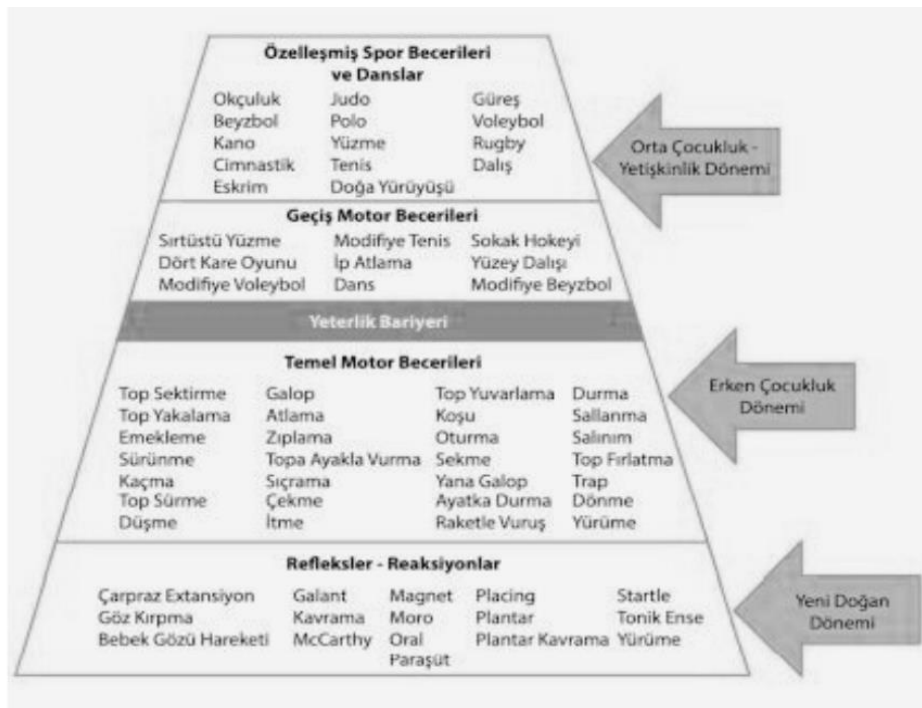 Özelleşmiş Spor Becerileri
ve Danslar
Okçuluk Judo Güreş
Beyzbol Polo Voleybol
Kano Yüzme Rugby
Cimnastik Tenis Dalış
Eskrim Doğa Yürüyüşü
Orta Çocukluk -
Yetişkinlik Dönemi
Geçiş Motor Becerileri
Sırtüstü Yüzme Modifiye Tenis Sokak Hokeyi
Dört Kare Oyunu İp Atlama Yüzey Dalışı
Modifiye Voleybol Dans Modifiye Beyzbol
Yeterlik Bariyeri
Temel Motor Becerileri
Top Sektirme Galop Top Yuvarlama Durma
Top Yakalama Atlama Koşu Sallanma
Emekleme Zıplama Oturma Salınım
Sürünme Topa Ayakla Vurma Sekme Top Fırlatma
Kaçma Sıçrama Yana Galop Trap
Top Sürme Çekme Ayatka Durma Dönme
Düşme İtme Raketle Vuruş Yürüme
Erken Çocukluk
Dönemi
Refleksler - Reaksiyonlar
Çarpraz Extansiyon Galant Magnet Placing Startle
Göz Kırpma Kavrama Moro Plantar Tonik Ense
Bebek Gözü Hareketi McCarthy Oral Plantar Kavrama Yürüme
Paraşüt
Yeni Doğan
Dönemi